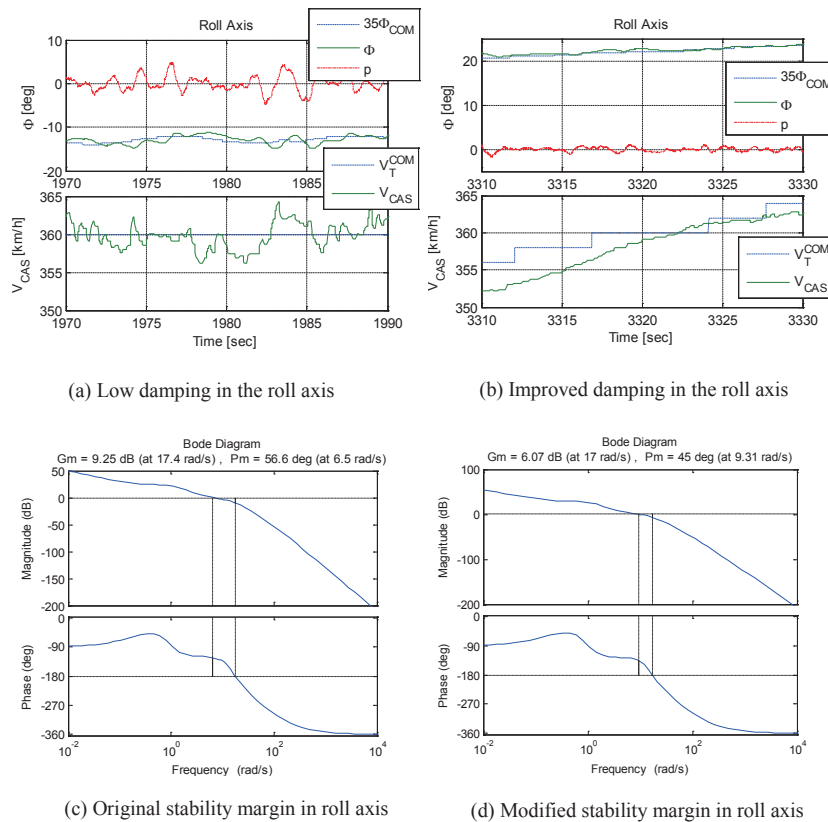 Roll Axis
35Φ_COM
Φ
p
10
0
-10
-20
Φ [deg]
1970 1975 1980 1985
V_T^COM
V_CAS
365
360
355
350
V_CAS [km/h]
1970 1975 1980 1985 1990
Time [sec]
(a) Low damping in the roll axis
Roll Axis
20
10
0
Φ [deg]
35Φ_COM
Φ
p
3310 3315 3320 3325 3330
365
360
355
350
V_CAS [km/h]
V_T^COM
V_CAS
3310 3315 3320 3325 3330
Time [sec]
(b) Improved damping in the roll axis
Bode Diagram
Gm = 9.25 dB (at 17.4 rad/s) , Pm = 56.6 deg (at 6.5 rad/s)
50
0
-50
-100
-150
-200
Magnitude (dB)
0
-90
-180
-270
-360
Phase (deg)
10^-2 10^0 10^2 10^4
Frequency (rad/s)
(c) Original stability margin in roll axis
Bode Diagram
Gm = 6.07 dB (at 17 rad/s) , Pm = 45 deg (at 9.31 rad/s)
100
0
-100
-200
Magnitude (dB)
0
-90
-180
-270
-360
Phase (deg)
10^-2 10^0 10^2 10^4
Frequency (rad/s)
(d) Modified stability margin in roll axis